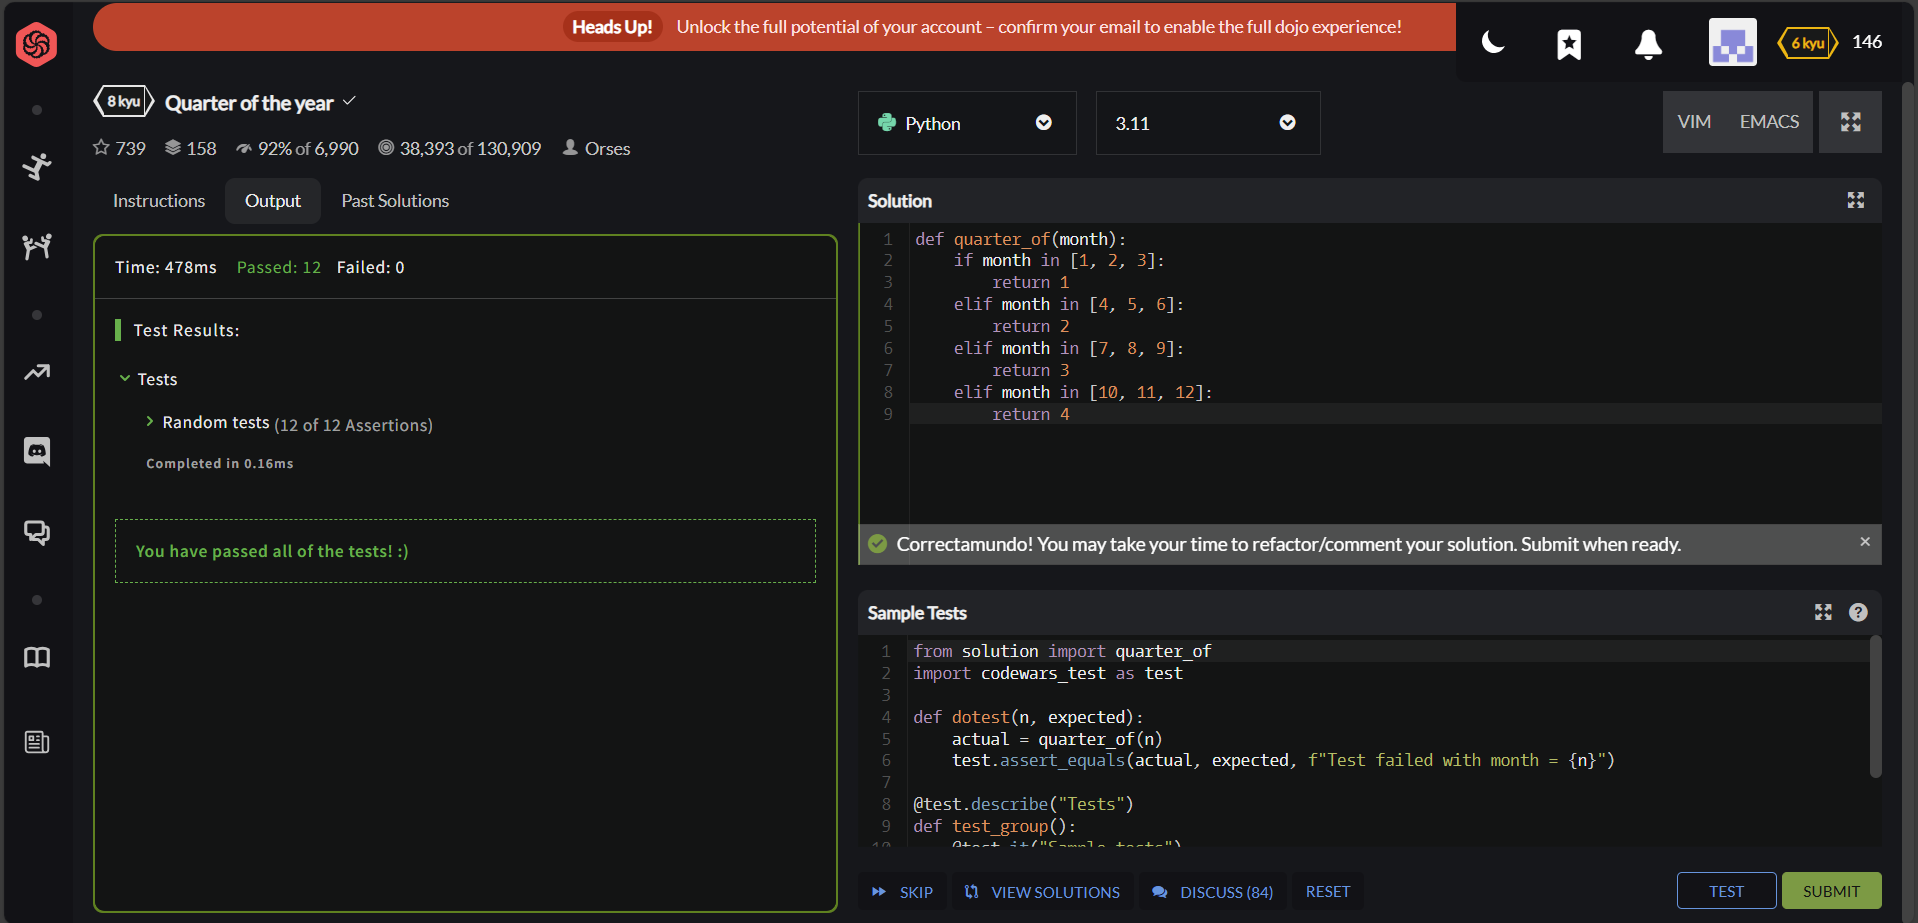 Heads Up! Unlock the full potential of your account – confirm your email to enable the full dojo experience!
6 kyu 146
8 kyu Quarter of the year
739 158 92% of 6,990 38,393 of 130,909 Orses
Instructions Output Past Solutions
Time: 478ms Passed: 12 Failed: 0
Test Results:
Tests
Random tests (12 of 12 Assertions)
Completed in 0.16ms
You have passed all of the tests! :)
Python 3.11 VIM EMACS
Solution
1 def quarter_of(month):
2     if month in [1, 2, 3]:
3         return 1
4     elif month in [4, 5, 6]:
5         return 2
6     elif month in [7, 8, 9]:
7         return 3
8     elif month in [10, 11, 12]:
9         return 4
Correctamundo! You may take your time to refactor/comment your solution. Submit when ready. ×
Sample Tests ?
1 from solution import quarter_of
2 import codewars_test as test
3
4 def dotest(n, expected):
5     actual = quarter_of(n)
6     test.assert_equals(actual, expected, f"Test failed with month = {n}")
7
8 @test.describe("Tests")
9 def test_group():
10     @test.it("Sample tests")
SKIP VIEW SOLUTIONS DISCUSS (84) RESET TEST SUBMIT